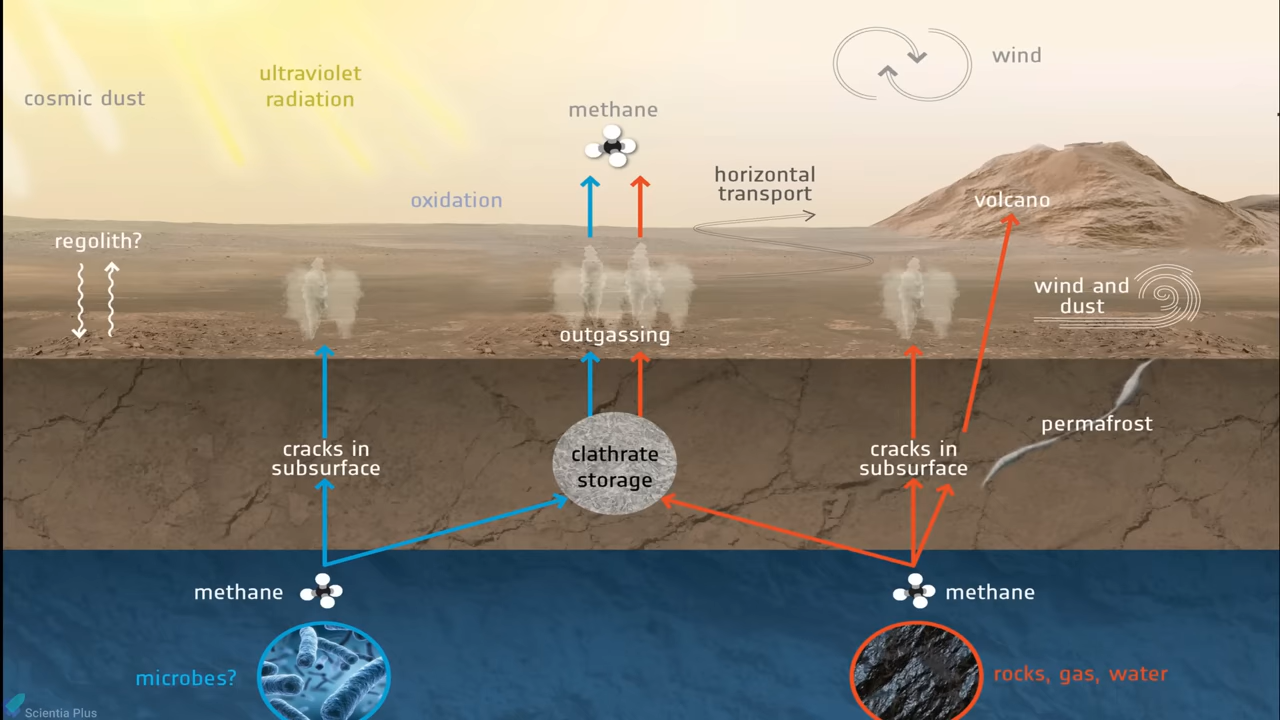 wind
ultraviolet
radiation
cosmic dust
methane
horizontal
transport
oxidation
volcano
regolith?
wind and
dust
outgassing
permafrost
cracks in
subsurface
clathrate
storage
cracks in
subsurface
methane
methane
microbes?
rocks, gas, water
Scientia Plus